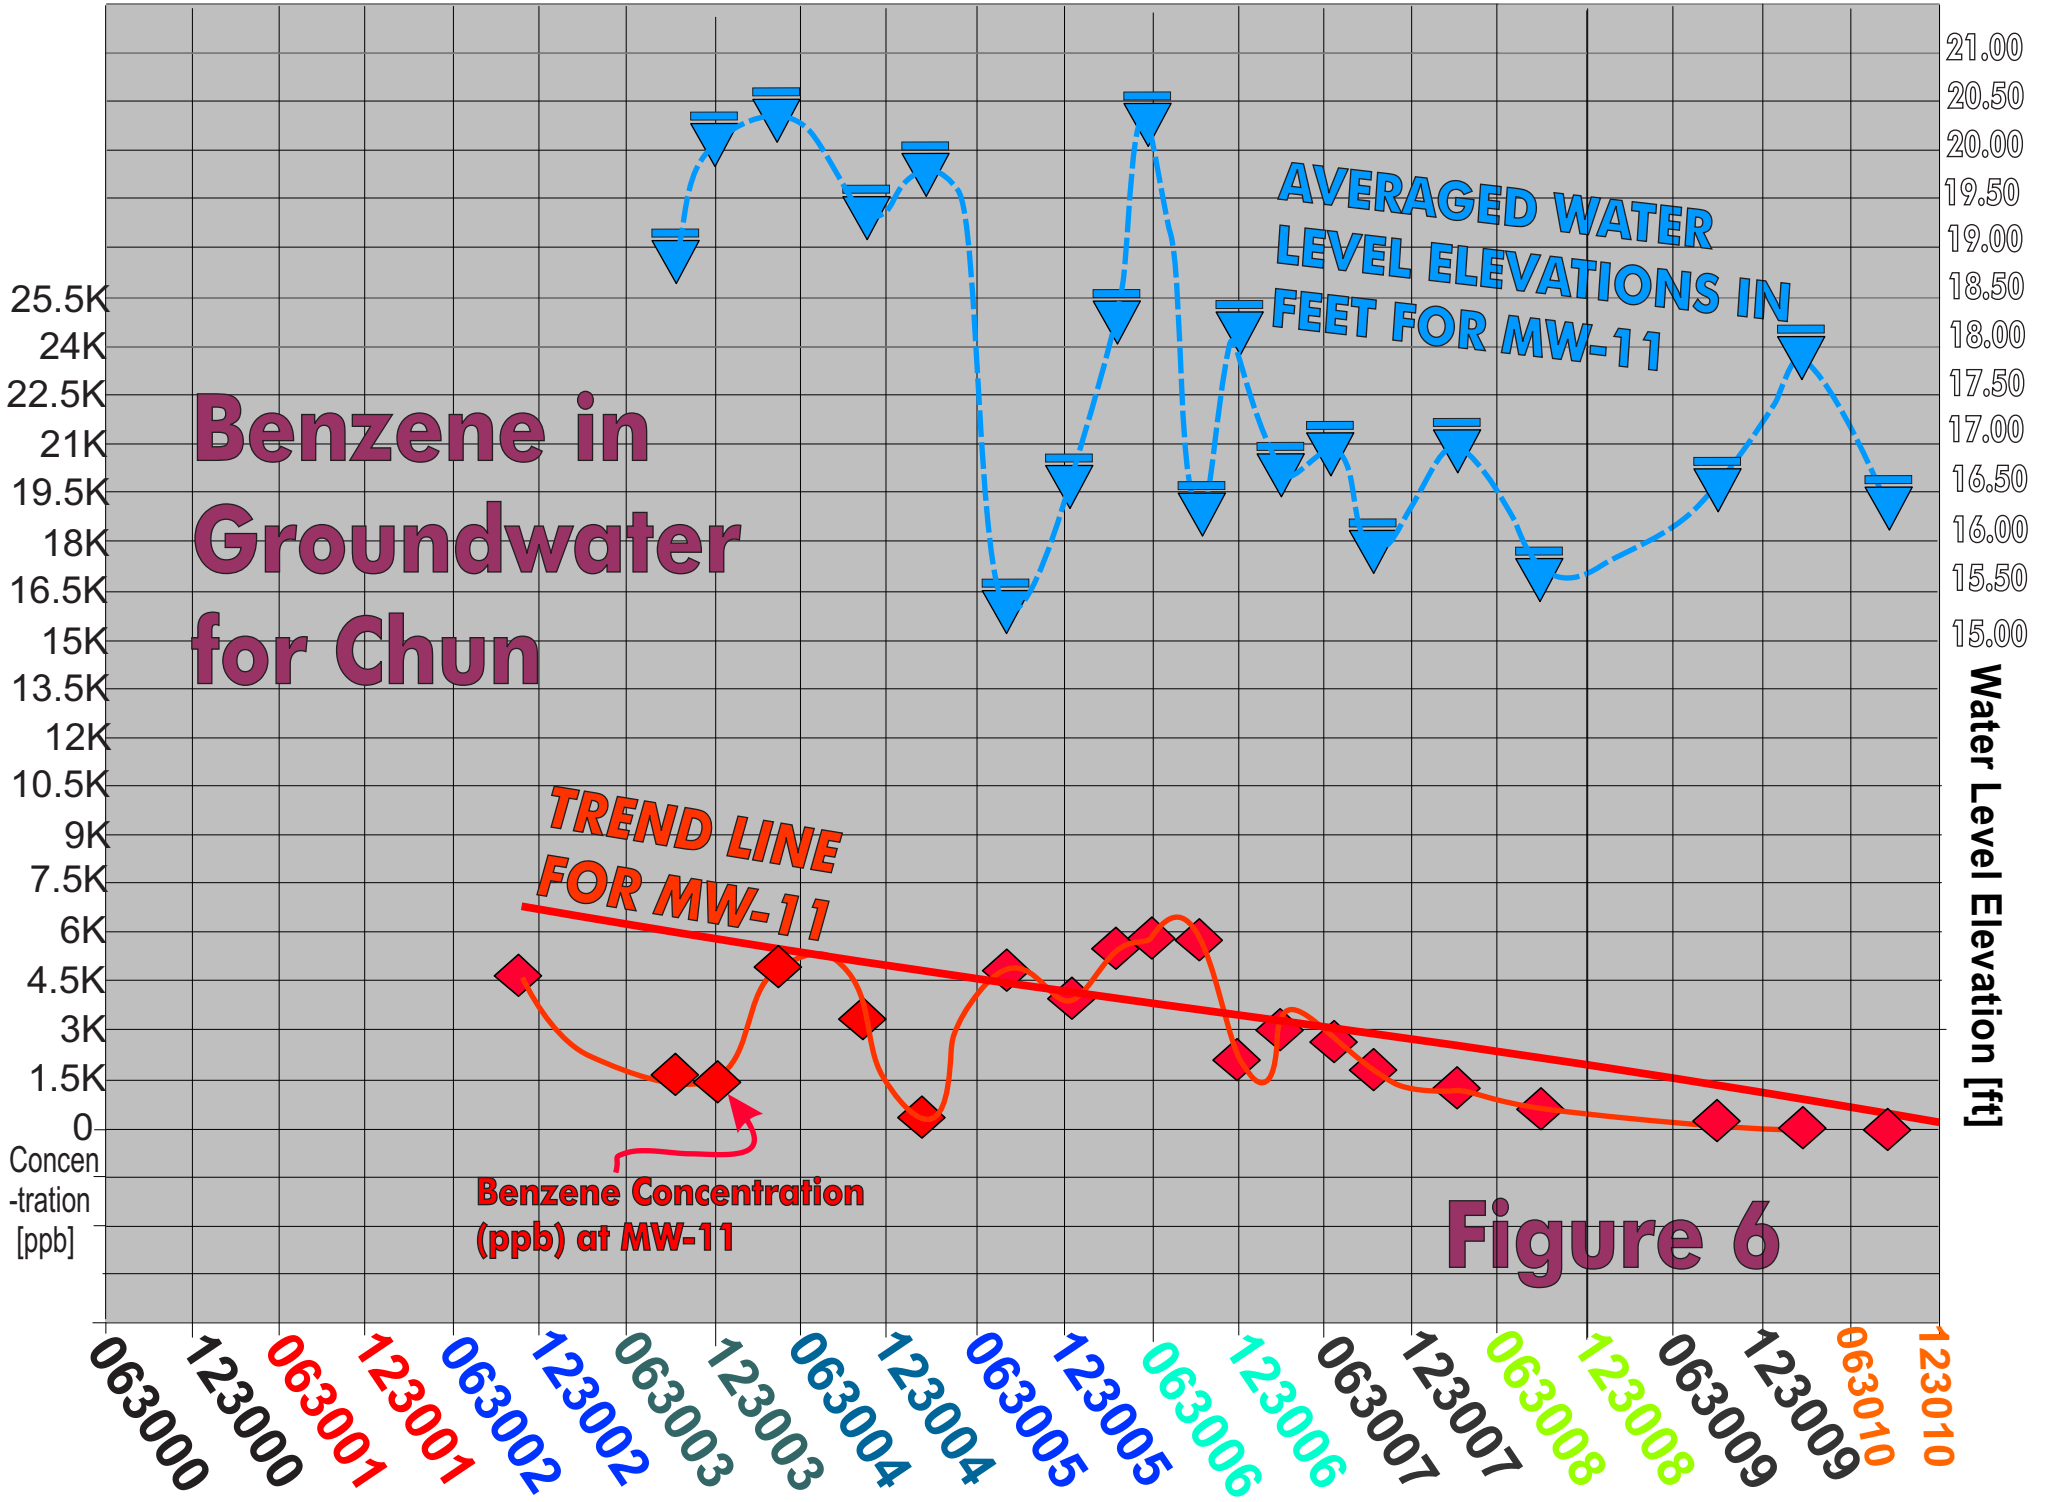 21.00
20.50
20.00
19.50
19.00
18.50
18.00
17.50
17.00
16.50
16.00
15.50
15.00
Water Level Elevation [ft]
AVERAGED WATER
LEVEL ELEVATIONS IN
FEET FOR MW-11
25.5K
24K
22.5K
21K
19.5K
18K
16.5K
15K
13.5K
12K
10.5K
9K
7.5K
6K
4.5K
3K
1.5K
0
Concen
-tration
[ppb]
Benzene in
Groundwater
for Chun
TREND LINE
FOR MW-11
Benzene Concentration
(ppb) at MW-11
Figure 6
063000
123000
063001
123001
063002
123002
063003
123003
063004
123004
063005
123005
063006
123006
063007
123007
063008
123008
063009
123009
063010
123010